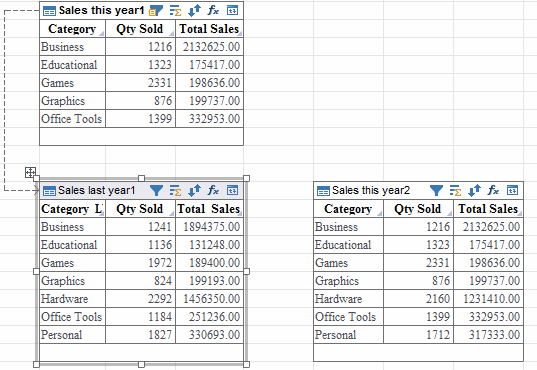 Sales this year1
Category Qty Sold Total Sales
Business 1216 2132625.00
Educational 1323 175417.00
Games 2331 198636.00
Graphics 876 199737.00
Office Tools 1399 332953.00
Sales last year1
Category L Qty Sold Total Sales
Business 1241 1894375.00
Educational 1136 131248.00
Games 1972 189400.00
Graphics 824 199193.00
Hardware 2292 1456350.00
Office Tools 1184 251236.00
Personal 1827 330693.00
Sales this year2
Category Qty Sold Total Sales
Business 1216 2132625.00
Educational 1323 175417.00
Games 2331 198636.00
Graphics 876 199737.00
Hardware 2160 1231410.00
Office Tools 1399 332953.00
Personal 1712 317333.00